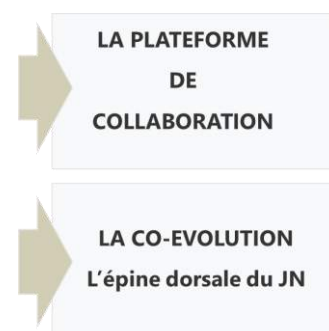 LA PLATEFORME
DE
COLLABORATION
LA CO-EVOLUTION
L'épine dorsale du JN